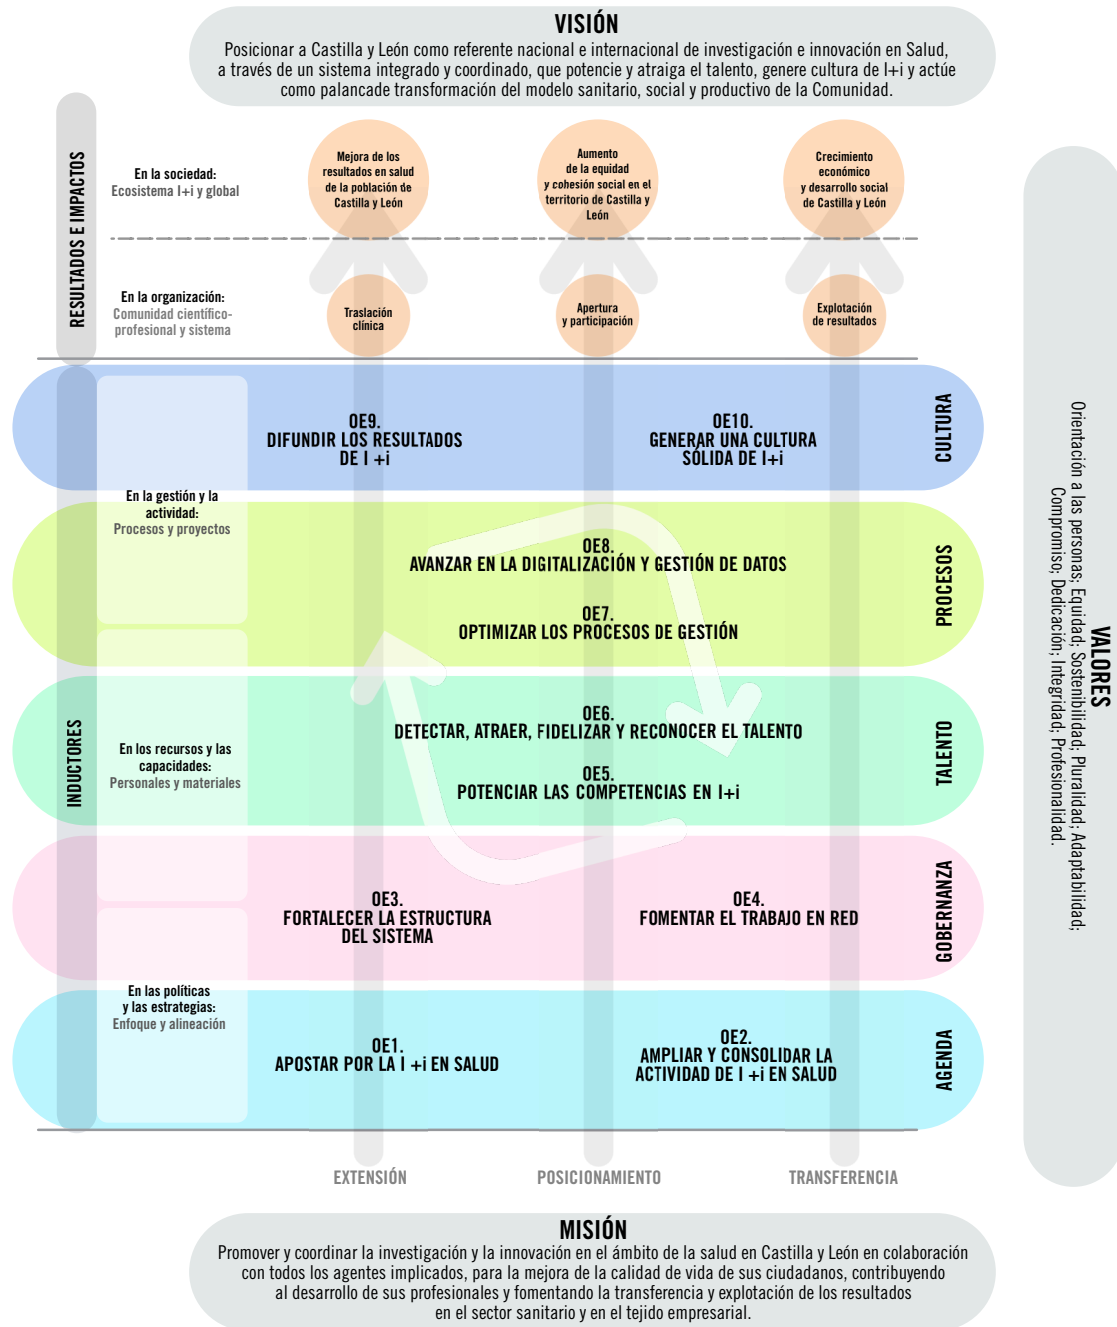 VISIÓN
Posicionar a Castilla y León como referente nacional e internacional de investigación e innovación en Salud,
a través de un sistema integrado y coordinado, que potencie y atraiga el talento, genere cultura de I+i y actúe
como palancade transformación del modelo sanitario, social y productivo de la Comunidad.
RESULTADOS E IMPACTOS
En la sociedad:
Ecosistema I+i y global
Mejora de los
resultados en salud
de la población de
Castilla y León
Aumento
de la equidad
y cohesión social en el
territorio de Castilla y
León
Crecimiento
económico
y desarrollo social
de Castilla y León
En la organización:
Comunidad científico-
profesional y sistema
Traslación
clínica
Apertura
y participación
Explotación
de resultados
INDUCTORES
En la gestión y la
actividad:
Procesos y proyectos
OE9.
DIFUNDIR LOS RESULTADOS
DE I +i
OE10.
GENERAR UNA CULTURA
SÓLIDA DE I+i
CULTURA
OE8.
AVANZAR EN LA DIGITALIZACIÓN Y GESTIÓN DE DATOS
OE7.
OPTIMIZAR LOS PROCESOS DE GESTIÓN
PROCESOS
En los recursos y las
capacidades:
Personales y materiales
OE6.
DETECTAR, ATRAER, FIDELIZAR Y RECONOCER EL TALENTO
OE5.
POTENCIAR LAS COMPETENCIAS EN I+i
TALENTO
OE3.
FORTALECER LA ESTRUCTURA
DEL SISTEMA
OE4.
FOMENTAR EL TRABAJO EN RED
GOBERNANZA
En las políticas
y las estrategias:
Enfoque y alineación
OE1.
APOSTAR POR LA I +i EN SALUD
OE2.
AMPLIAR Y CONSOLIDAR LA
ACTIVIDAD DE I +i EN SALUD
AGENDA
EXTENSIÓN
POSICIONAMIENTO
TRANSFERENCIA
VALORES
Orientación a las personas; Equidad; Sostenibilidad; Pluralidad; Adaptabilidad;
Compromiso; Dedicación; Integridad; Profesionalidad.
MISIÓN
Promover y coordinar la investigación y la innovación en el ámbito de la salud en Castilla y León en colaboración
con todos los agentes implicados, para la mejora de la calidad de vida de sus ciudadanos, contribuyendo
al desarrollo de sus profesionales y fomentando la transferencia y explotación de los resultados
en el sector sanitario y en el tejido empresarial.